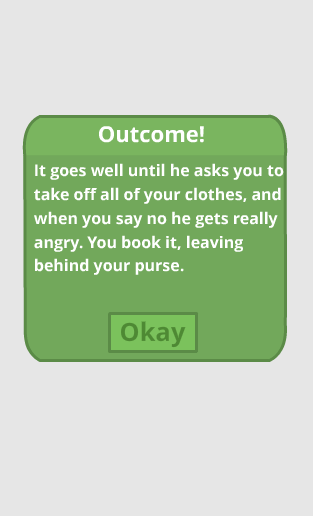 Outcome!
It goes well until he asks you to
take off all of your clothes, and
when you say no he gets really
angry. You book it, leaving
behind your purse.
Okay